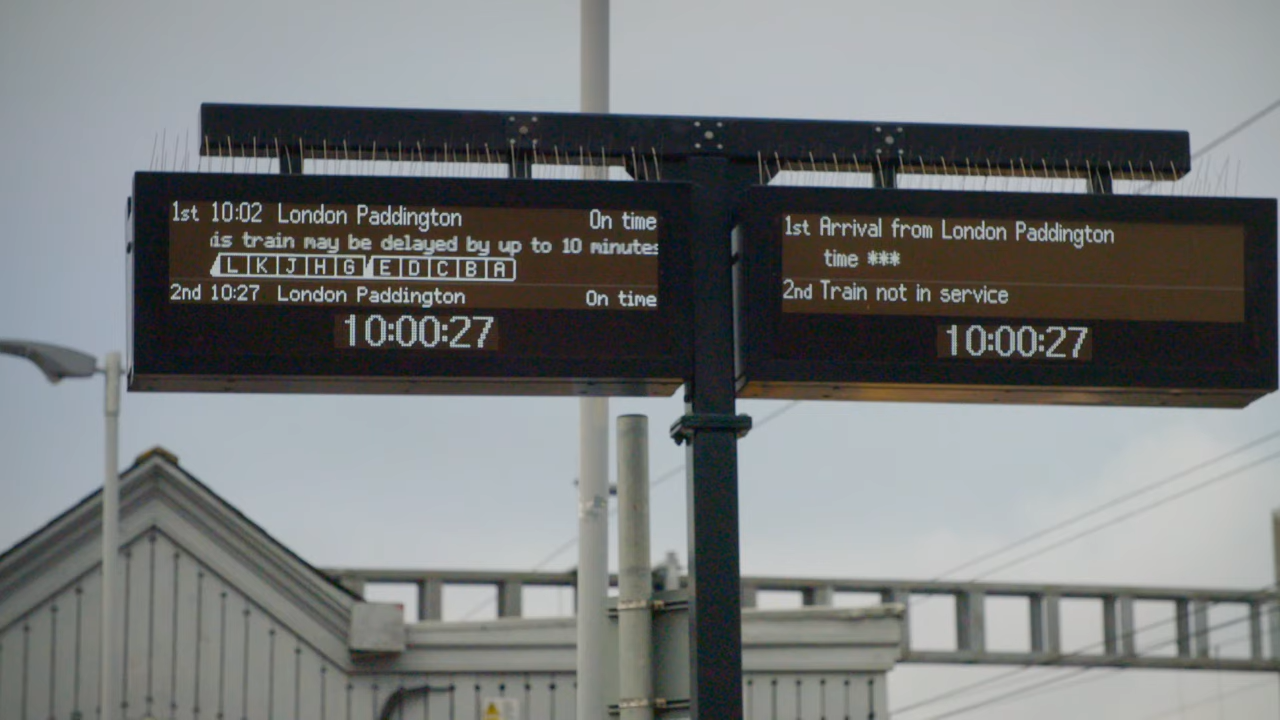 1st 10:02 London Paddington On time
is train may be delayed by up to 10 minutes
L K J H G E D C B A
2nd 10:27 London Paddington On time
10:00:27
1st Arrival from London Paddington
time ***
2nd Train not in service
10:00:27